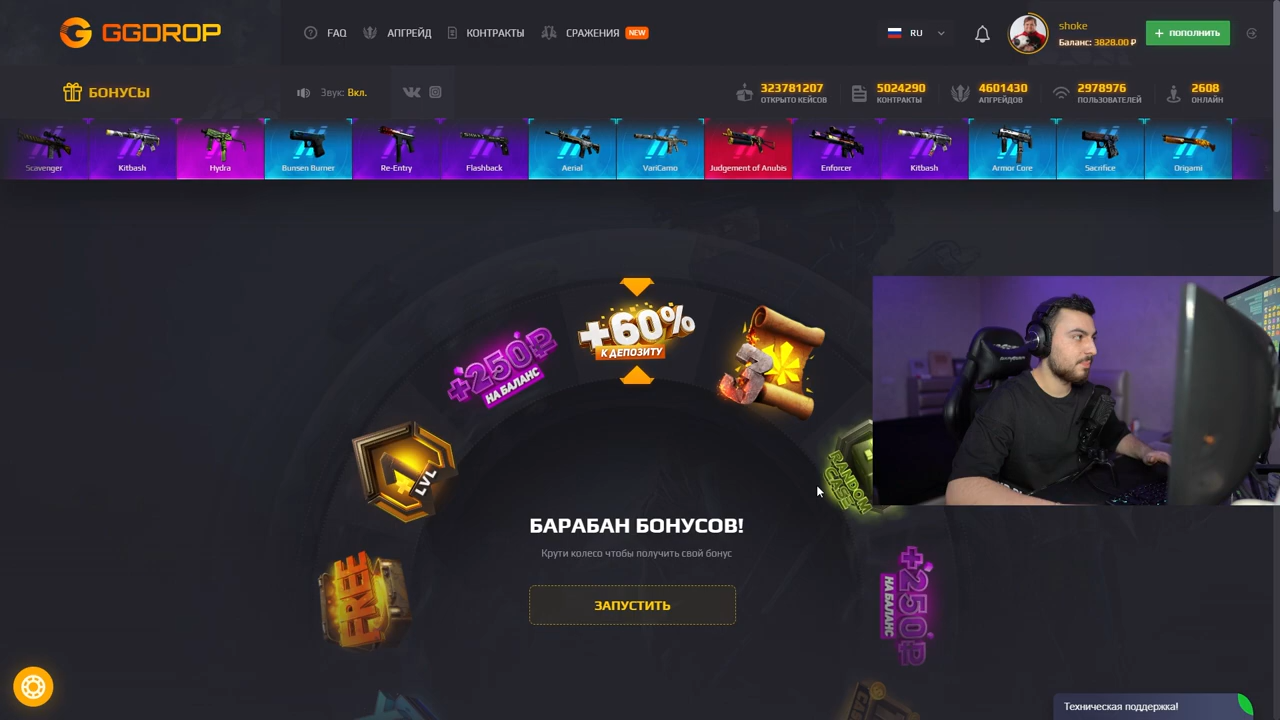 GGDROP
FAQ
АПГРЕЙД
КОНТРАКТЫ
СРАЖЕНИЯ NEW
RU
shoke
Баланс: 3828.00 ₽
+ ПОПОЛНИТЬ
БОНУСЫ
Звук: Вкл.
323781207
ОТКРЫТО КЕЙСОВ
5024290
КОНТРАКТЫ
4601430
АПГРЕЙДОВ
2978976
ПОЛЬЗОВАТЕЛЕЙ
2608
ОНЛАЙН
Scavenger
Kitbash
Hydra
Bunsen Burner
Re-Entry
Flashback
Aerial
VariCamo
Judgement of Anubis
Enforcer
Kitbash
Armor Core
Sacrifice
Origami
+60%
К ДЕПОЗИТУ
+250₽
НА БАЛАНС
3
LVL
RANDOM
CASE
FREE
+250₽
НА БАЛАНС
БАРАБАН БОНУСОВ!
Крути колесо чтобы получить свой бонус
ЗАПУСТИТЬ
Техническая поддержка!